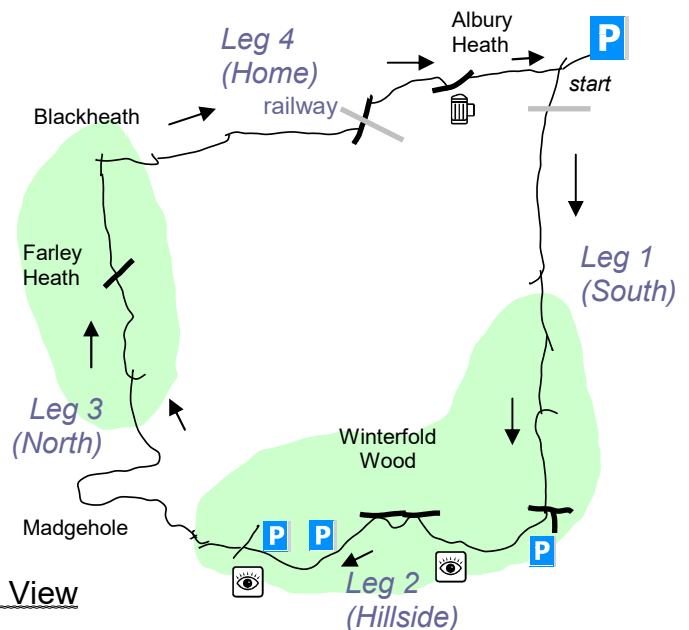 Albury
Heath
P
Leg 4
(Home)
start
railway
Blackheath
Farley
Heath
Leg 1
(South)
Leg 3
(North)
Winterfold
Wood
Madgehole
P
P
P
Leg 2
(Hillside)
View